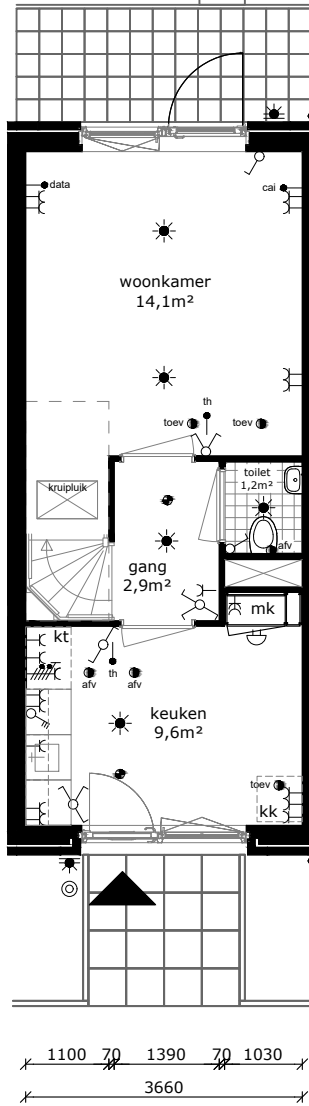 data
cai
woonkamer
14,1m²
th
toev
toev
kruipluik
toilet
1,2m²
afv
gang
2,9m²
mk
kt
th
afv
afv
keuken
9,6m²
toev
kk
1100 70 1390 70 1030
3660